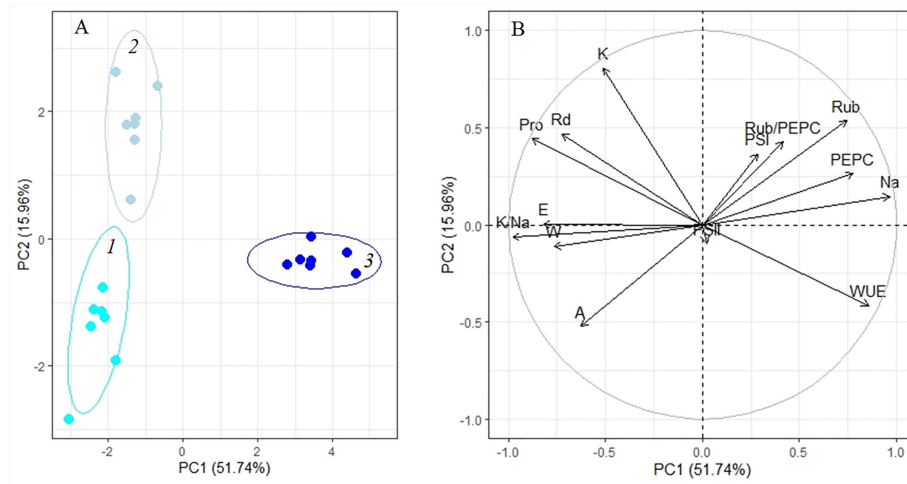 A
2
1
3
2
0
-2
-2
0
2
4
PC1 (51.74%)
PC2 (15.96%)
B
K
Pro
Rd
Rub/PEPC
PSI
Rub
PEPC
Na
E
K/Na
W
PSII
A
WUE
1.0
0.5
0.0
-0.5
-1.0
-1.0
-0.5
0.0
0.5
1.0
PC1 (51.74%)
PC2 (15.96%)